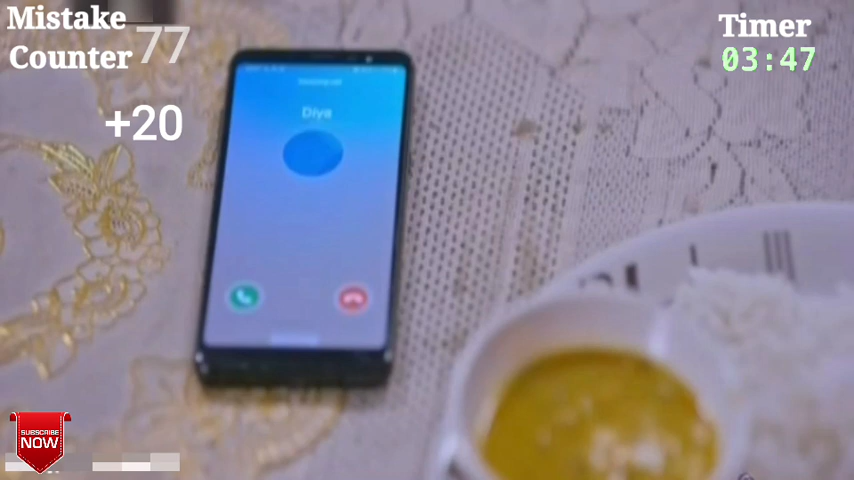 Mistake
Counter 77
+20
Timer
03:47
Diya
SUBSCRIBE
NOW